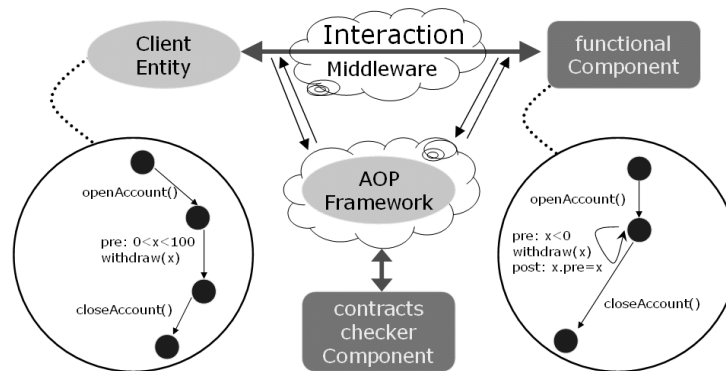 Client
Entity
Interaction
Middleware
functional
Component
AOP
Framework
contracts
checker
Component
openAccount()
pre: 0<x<100
withdraw(x)
closeAccount()
openAccount()
pre: x<0
withdraw(x)
post: x.pre=x
closeAccount()